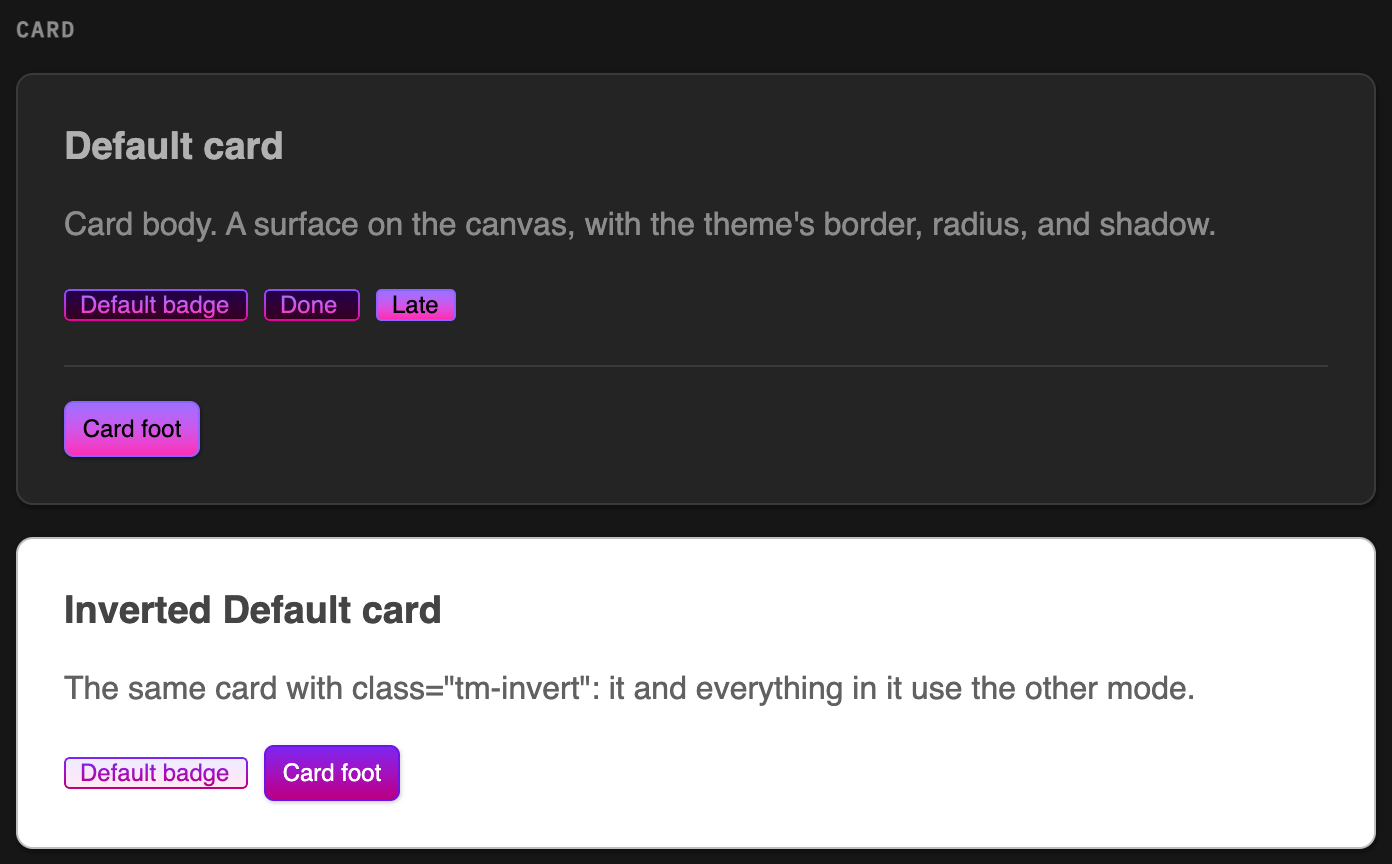 CARD
Default card
Card body. A surface on the canvas, with the theme's border, radius, and shadow.
Default badge Done Late
Card foot
Inverted Default card
The same card with class="tm-invert": it and everything in it use the other mode.
Default badge Card foot